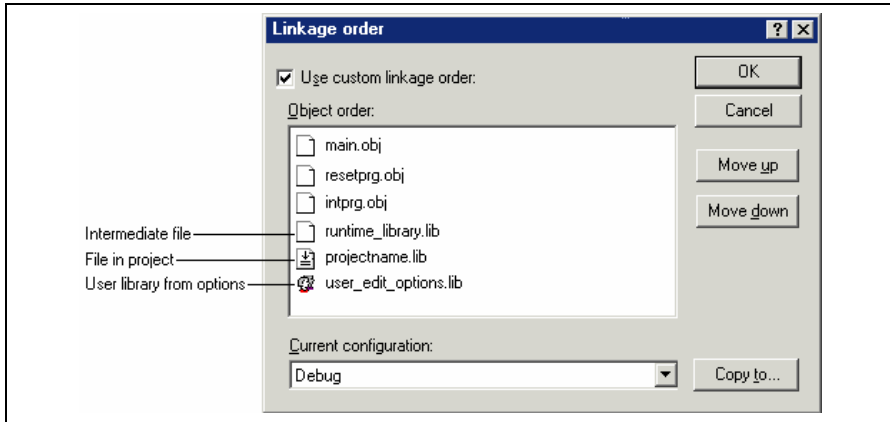 Linkage order
Use custom linkage order:
OK
Object order:
Cancel
main.obj
resetprg.obj
Move up
intprg.obj
Move down
Intermediate file
runtime_library.lib
File in project
projectname.lib
User library from options
user_edit_options.lib
Current configuration:
Debug
Copy to...